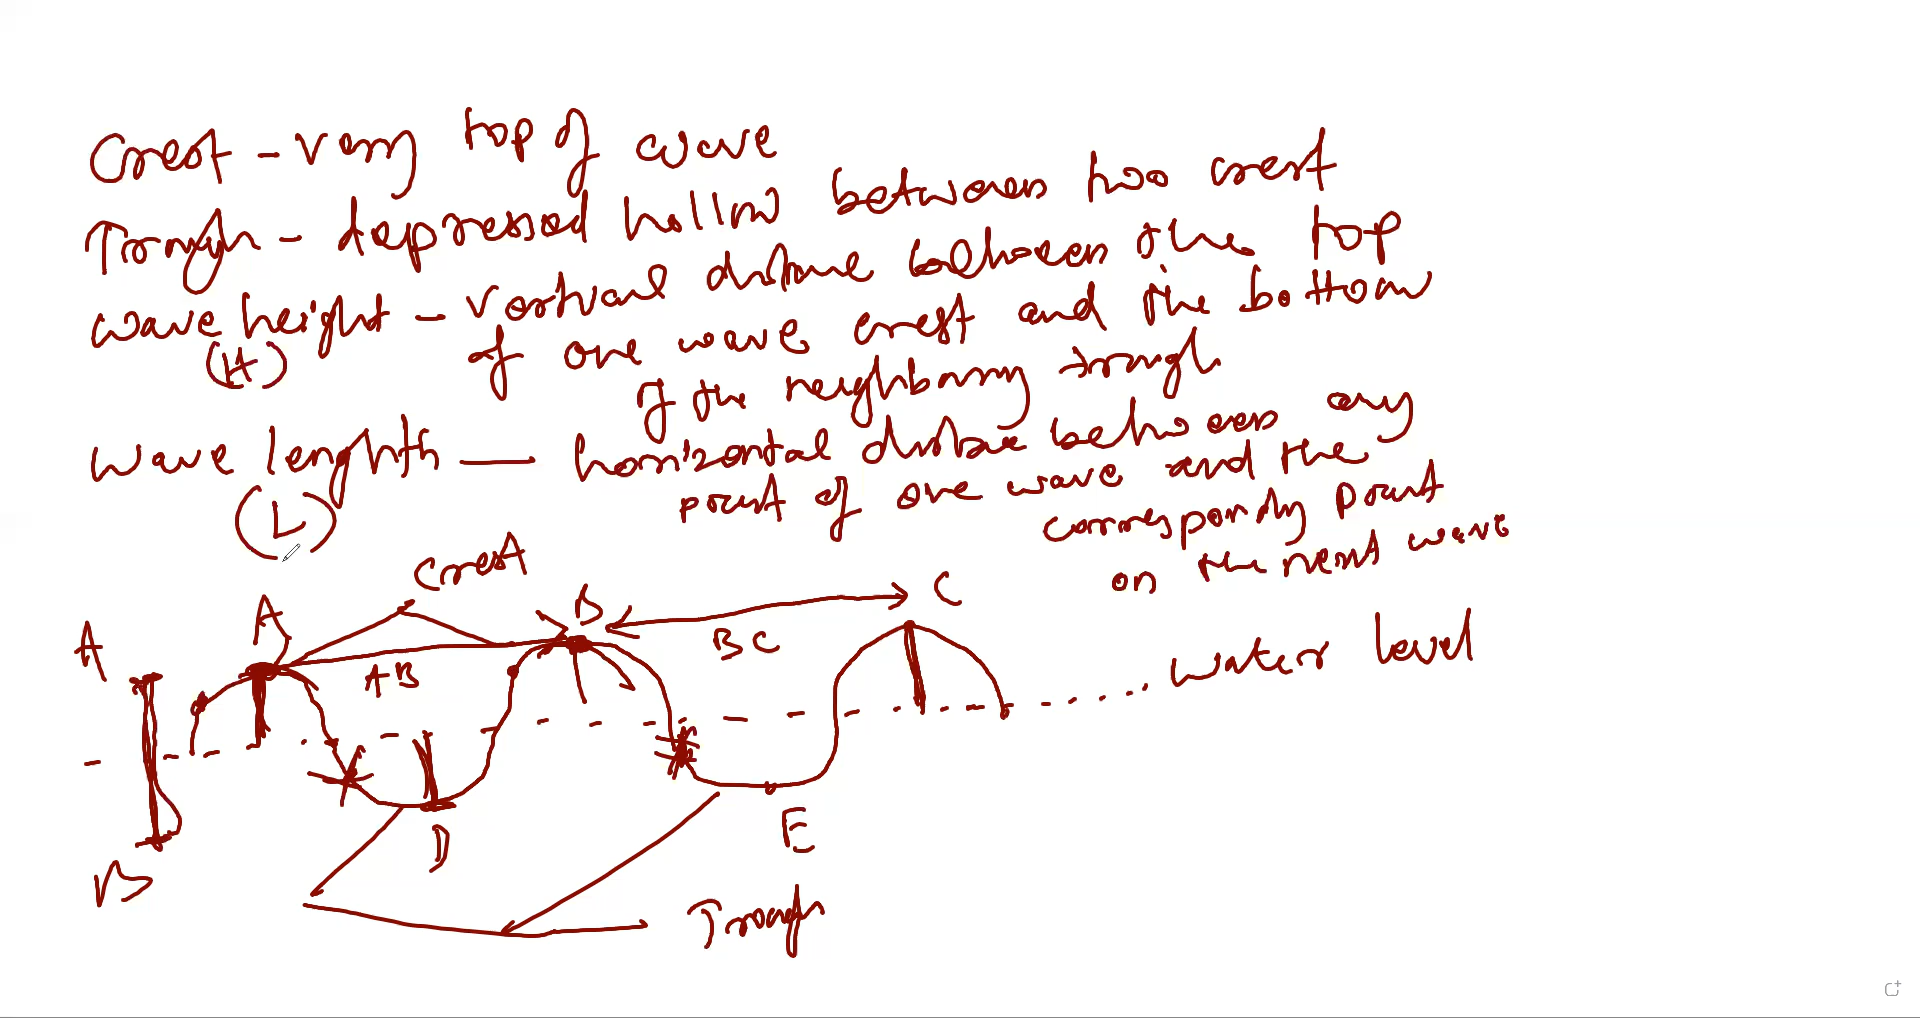 Crest - very top of wave
Trough - depressed hollow between two crest
wave height - vertical distance between the top
(H) of one wave crest and the bottom
of the neighbouring trough
wave lenghth — horizontal distance between any
point of one wave and the
(L) corresponding point
on the next wave
Crest
A A B C
AB BC
water level
D E
B
Trough